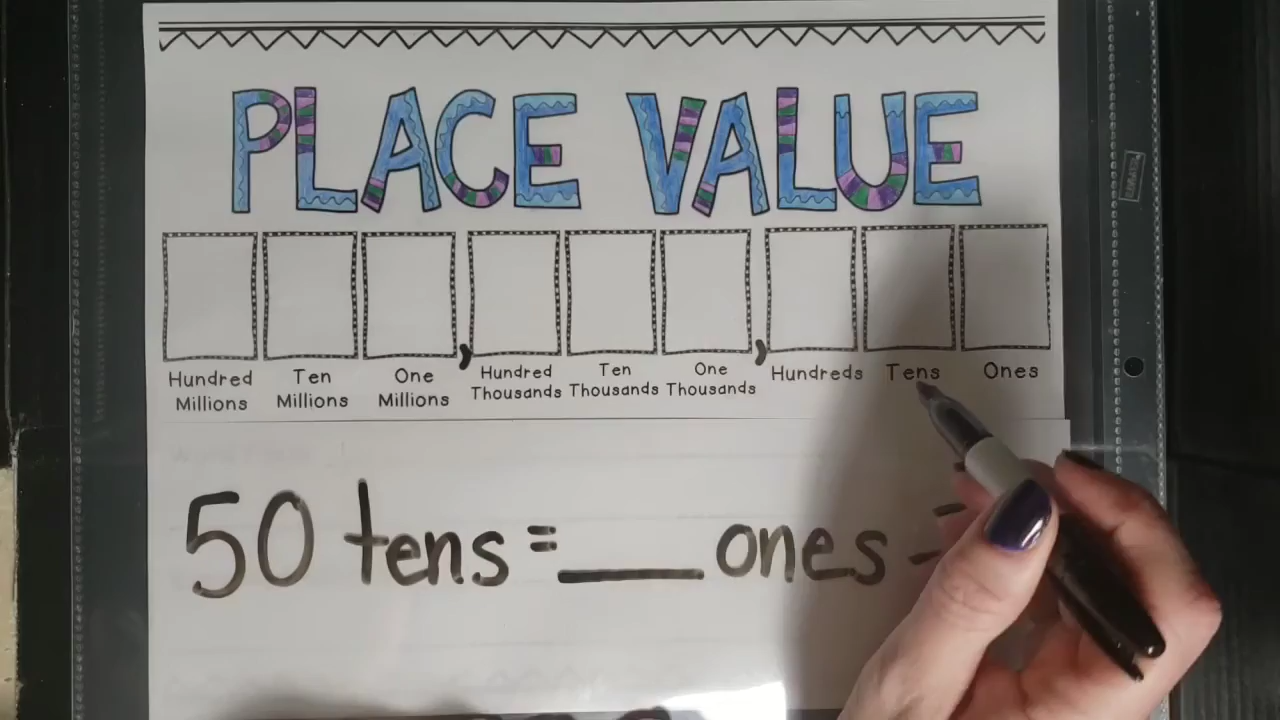 PLACE VALUE
, ,
Hundred Millions Ten Millions One Millions Hundred Thousands Ten Thousands One Thousands Hundreds Tens Ones
50 tens = ___ ones